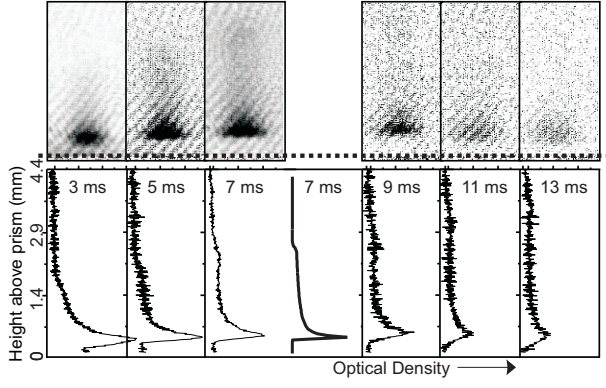 3 ms 5 ms 7 ms 7 ms 9 ms 11 ms 13 ms
Height above prism (mm)
4.4
2,9
1,4
0
Optical Density